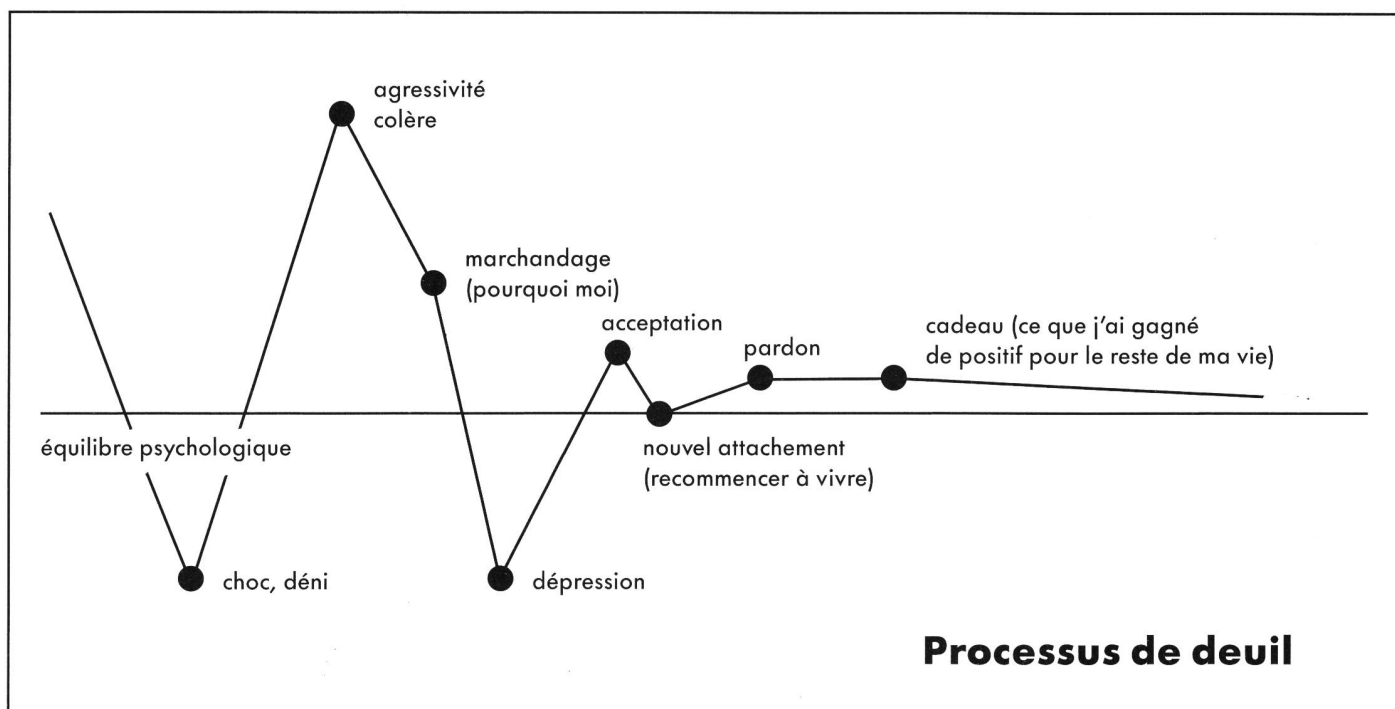 agressivité
colère
marchandage
(pourquoi moi)
acceptation
pardon
cadeau (ce que j’ai gagné
de positif pour le reste de ma vie)
équilibre psychologique
nouvel attachement
(recommencer à vivre)
choc, déni
dépression
Processus de deuil